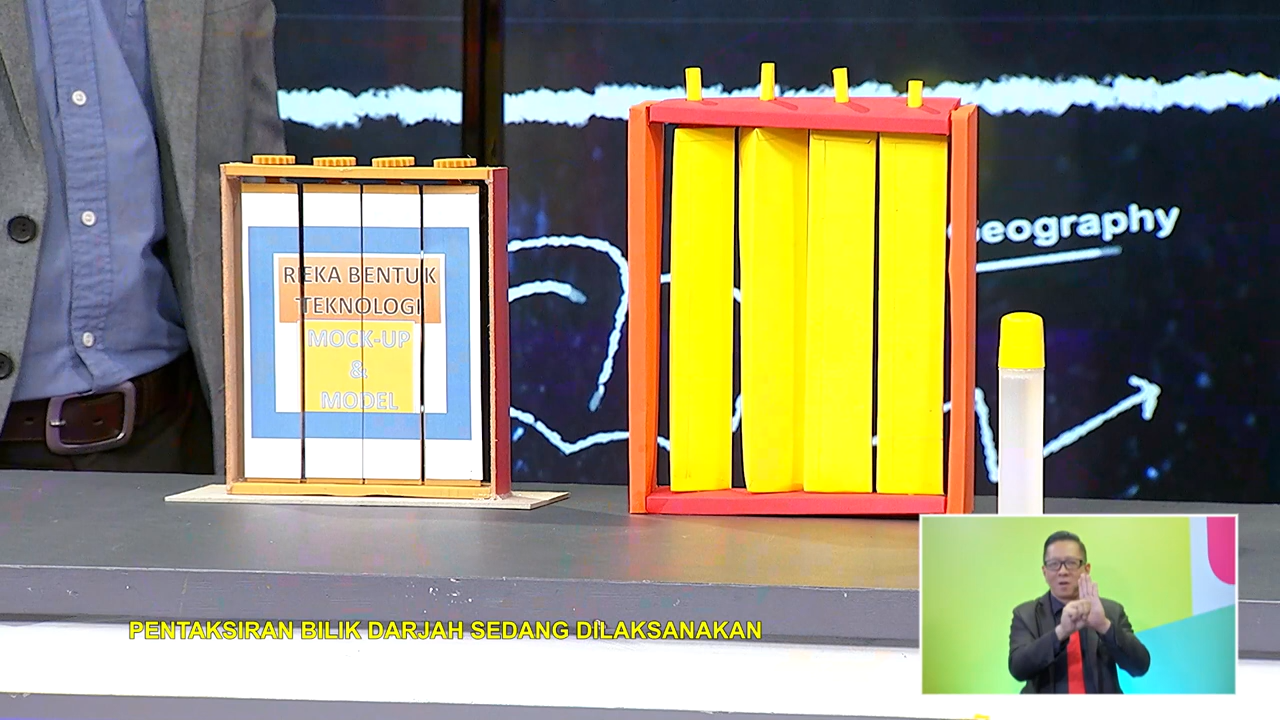 REKA BENTUK
TEKNOLOGI
MOCK-UP
&
MODEL
Geography
PENTAKSIRAN BILIK DARJAH SEDANG DILAKSANAKAN